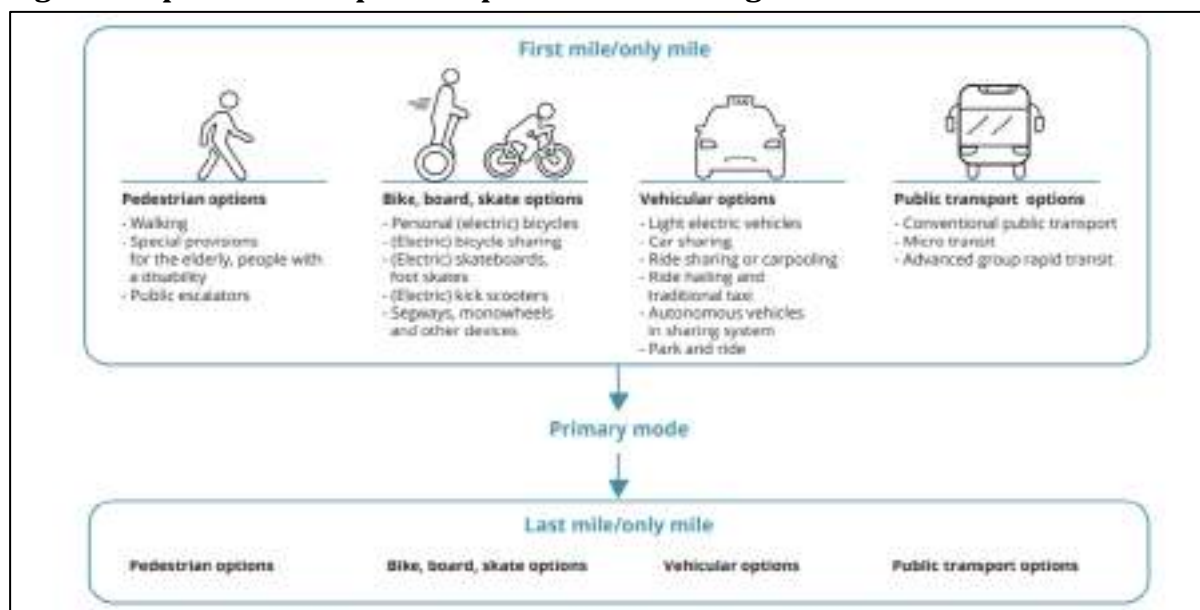 First mile/only mile
TAXI
Pedestrian options
- Walking
- Special provisions
for the elderly, people with
a disability
- Public escalators
Bike, board, skate options
- Personal (electric) bicycles
- (Electric) bicycle sharing
- (Electric) skateboards,
foot skates
- (Electric) kick scooters
- Segways, monowheels
and other devices
Vehicular options
- Light electric vehicles
- Car sharing
- Ride sharing or carpooling
- Ride hailing and
traditional taxi
- Autonomous vehicles
in sharing system
- Park and ride
Public transport options
- Conventional public transport
- Micro transit
- Advanced group rapid transit
Primary mode
Last mile/only mile
Pedestrian options
Bike, board, skate options
Vehicular options
Public transport options